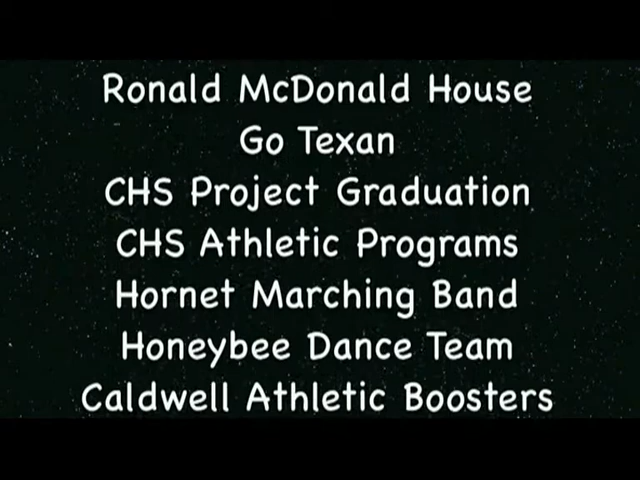 Ronald McDonald House
Go Texan
CHS Project Graduation
CHS Athletic Programs
Hornet Marching Band
Honeybee Dance Team
Caldwell Athletic Boosters